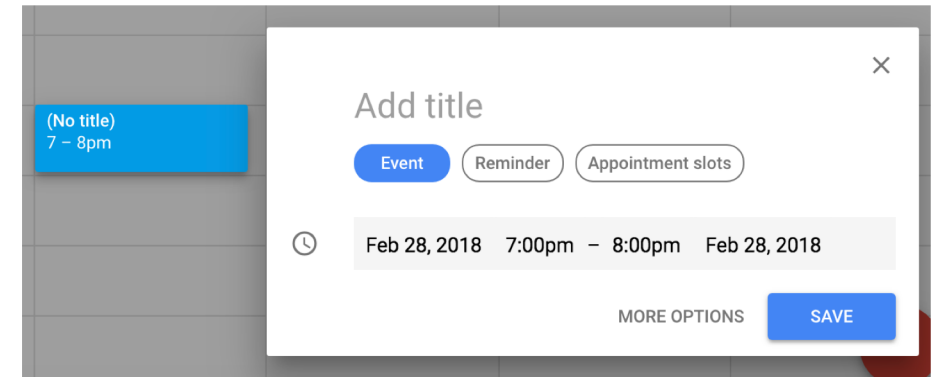 (No title)
7 – 8pm
Add title
Event Reminder Appointment slots
Feb 28, 2018 7:00pm – 8:00pm Feb 28, 2018
MORE OPTIONS SAVE